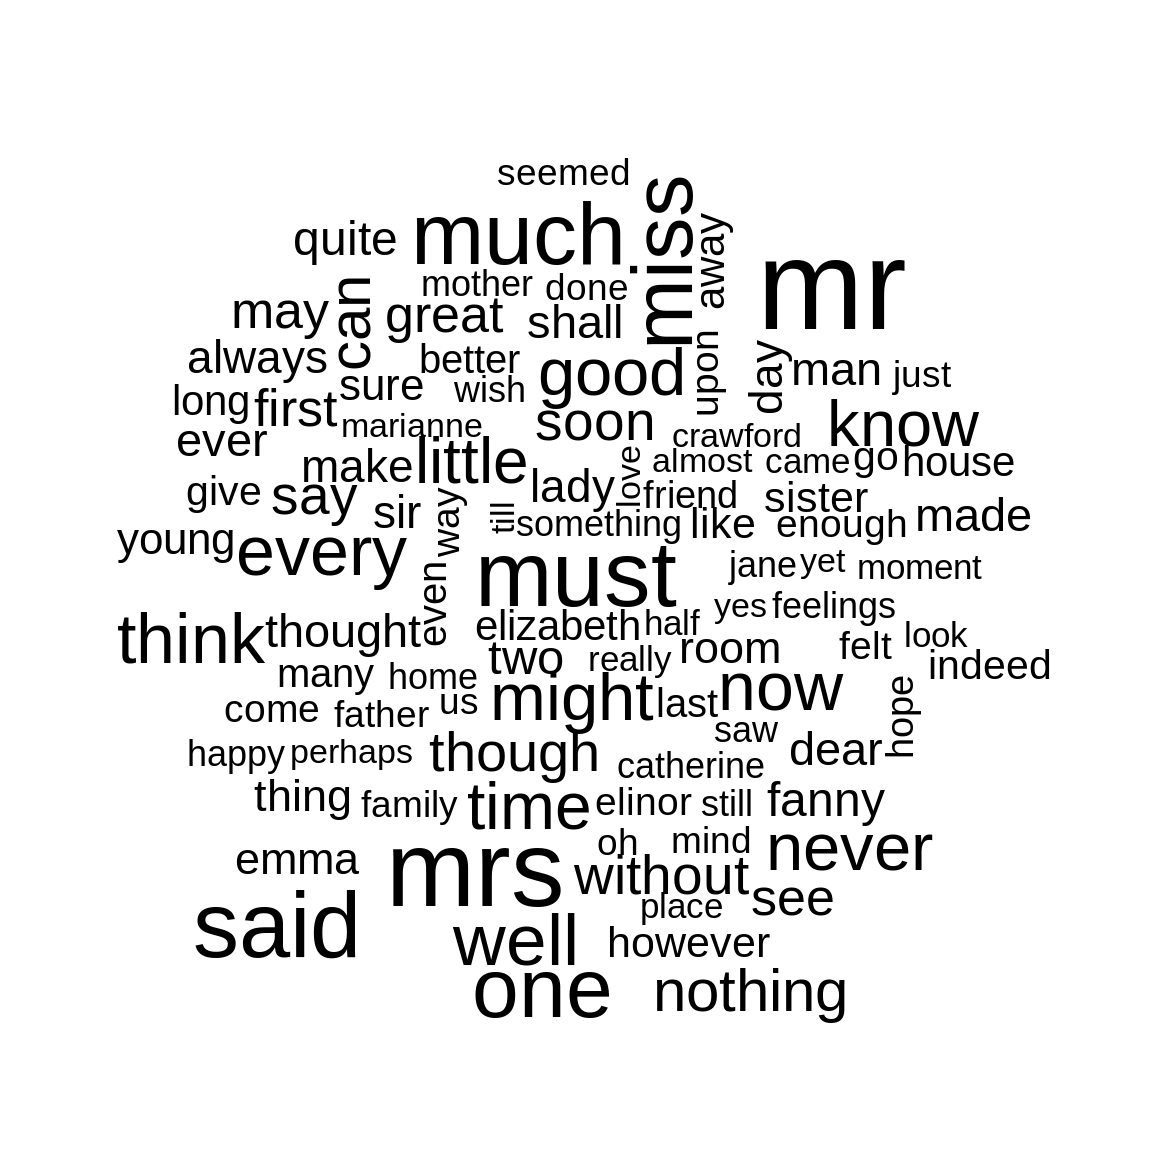 seemed
miss
quite
much
away
mr
mother
done
can
may
great
shall
always
better
good
upon
day
man
just
long
first
sure
wish
soon
know
ever
marianne
crawford
make
little
love
almost
came
go
house
give
say
lady
friend
sister
sir
way
till
something
like
enough
made
young
every
even
must
jane
yet
moment
yes
feelings
think
thought
elizabeth
half
look
two
really
room
felt
indeed
many
home
might
last
now
hope
come
father
us
saw
happy
perhaps
though
catherine
dear
thing
family
time
elinor
still
fanny
emma
mrs
oh
mind
never
without
see
place
said
well
however
one
nothing